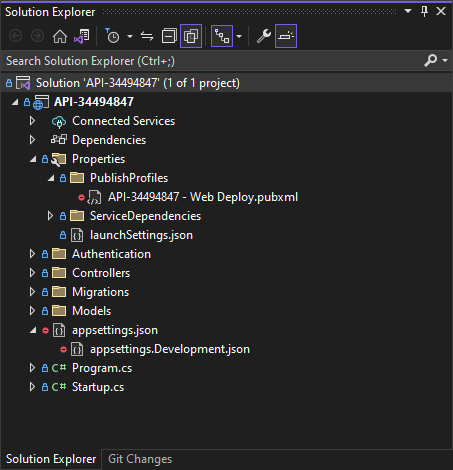 Solution Explorer
Search Solution Explorer (Ctrl+;)
Solution 'API-34494847' (1 of 1 project)
API-34494847
Connected Services
Dependencies
Properties
PublishProfiles
API-34494847 - Web Deploy.pubxml
ServiceDependencies
launchSettings.json
Authentication
Controllers
Migrations
Models
appsettings.json
appsettings.Development.json
C# Program.cs
C# Startup.cs
Solution Explorer Git Changes